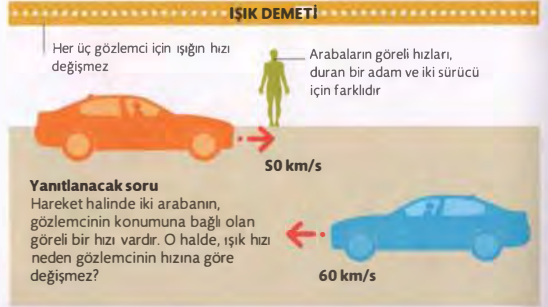 IŞIK DEMETİ
Her üç gözlemci için ışığın hızı
değişmez
Arabaların göreli hızları,
duran bir adam ve iki sürücü
için farklıdır
50 km/s
Yanıtlanacak soru
Hareket halinde iki arabanın,
gözlemcinin konumuna bağlı olan
göreli bir hızı vardır. O halde, ışık hızı
neden gözlemcinin hızına göre
değişmez?
60 km/s